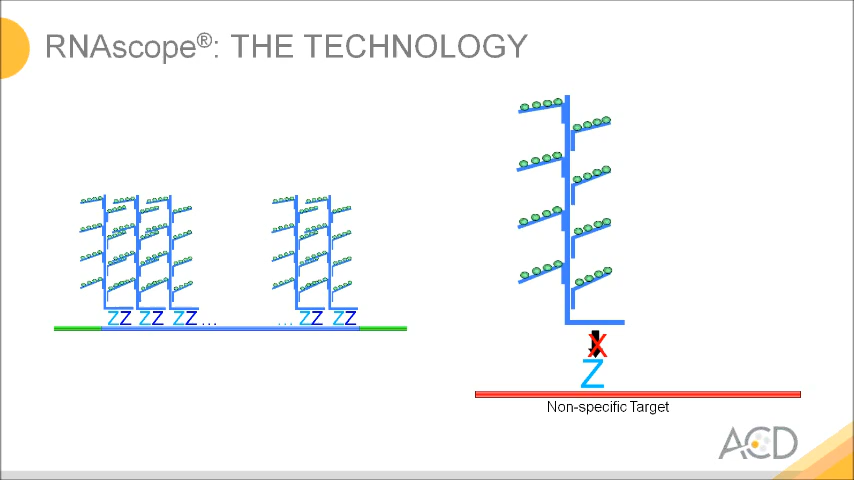 RNAscope®: THE TECHNOLOGY
ZZ ZZ ZZ... ...ZZ ZZ
X
Z
Non-specific Target
ACD